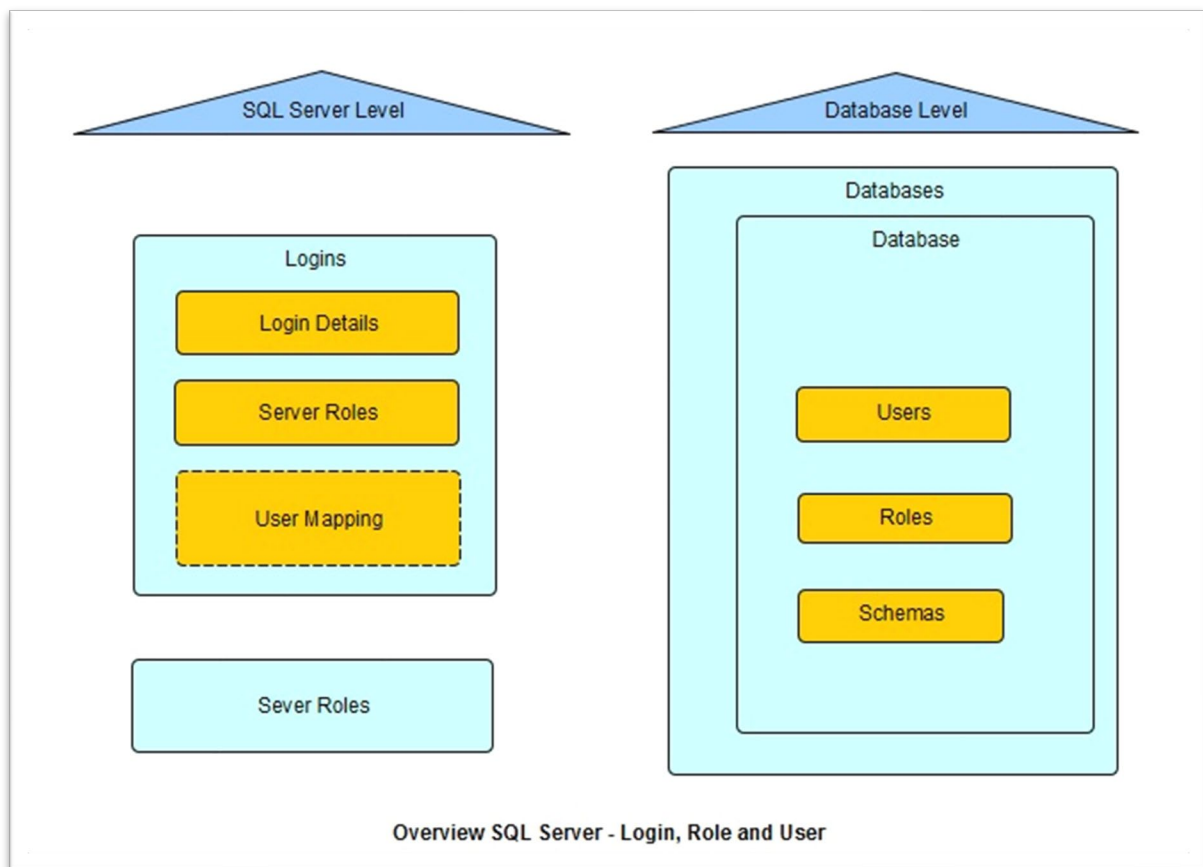 SQL Server Level
Database Level
Logins
Login Details
Server Roles
User Mapping
Sever Roles
Databases
Database
Users
Roles
Schemas
Overview SQL Server - Login, Role and User